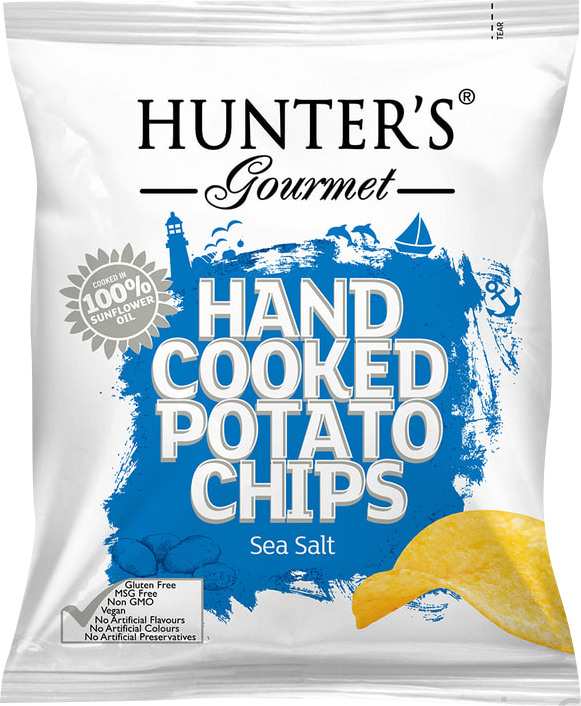 TEAR
HUNTER'S®
Gourmet
COOKED IN
100%
SUNFLOWER
OIL
HAND
COOKED
POTATO
CHIPS
Sea Salt
Gluten Free
MSG Free
Non GMO
Vegan
No Artificial Flavours
No Artificial Colours
No Artificial Preservatives